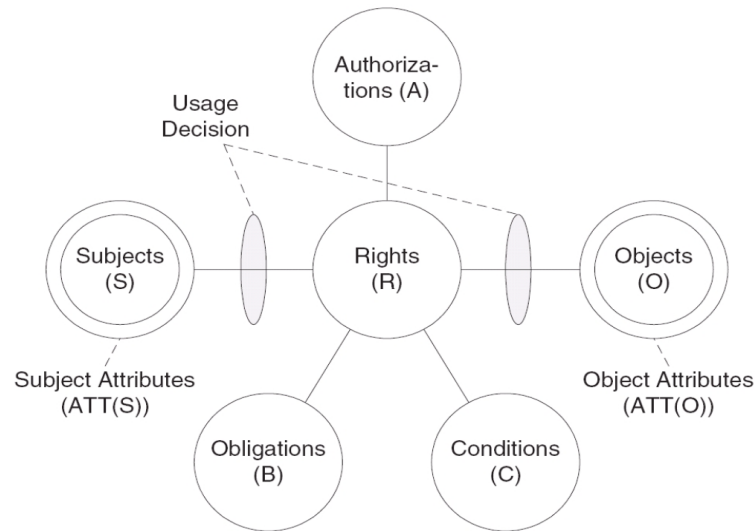 Authoriza-
tions (A)
Usage
Decision
Subjects
(S)
Rights
(R)
Objects
(O)
Subject Attributes
(ATT(S))
Object Attributes
(ATT(O))
Obligations
(B)
Conditions
(C)